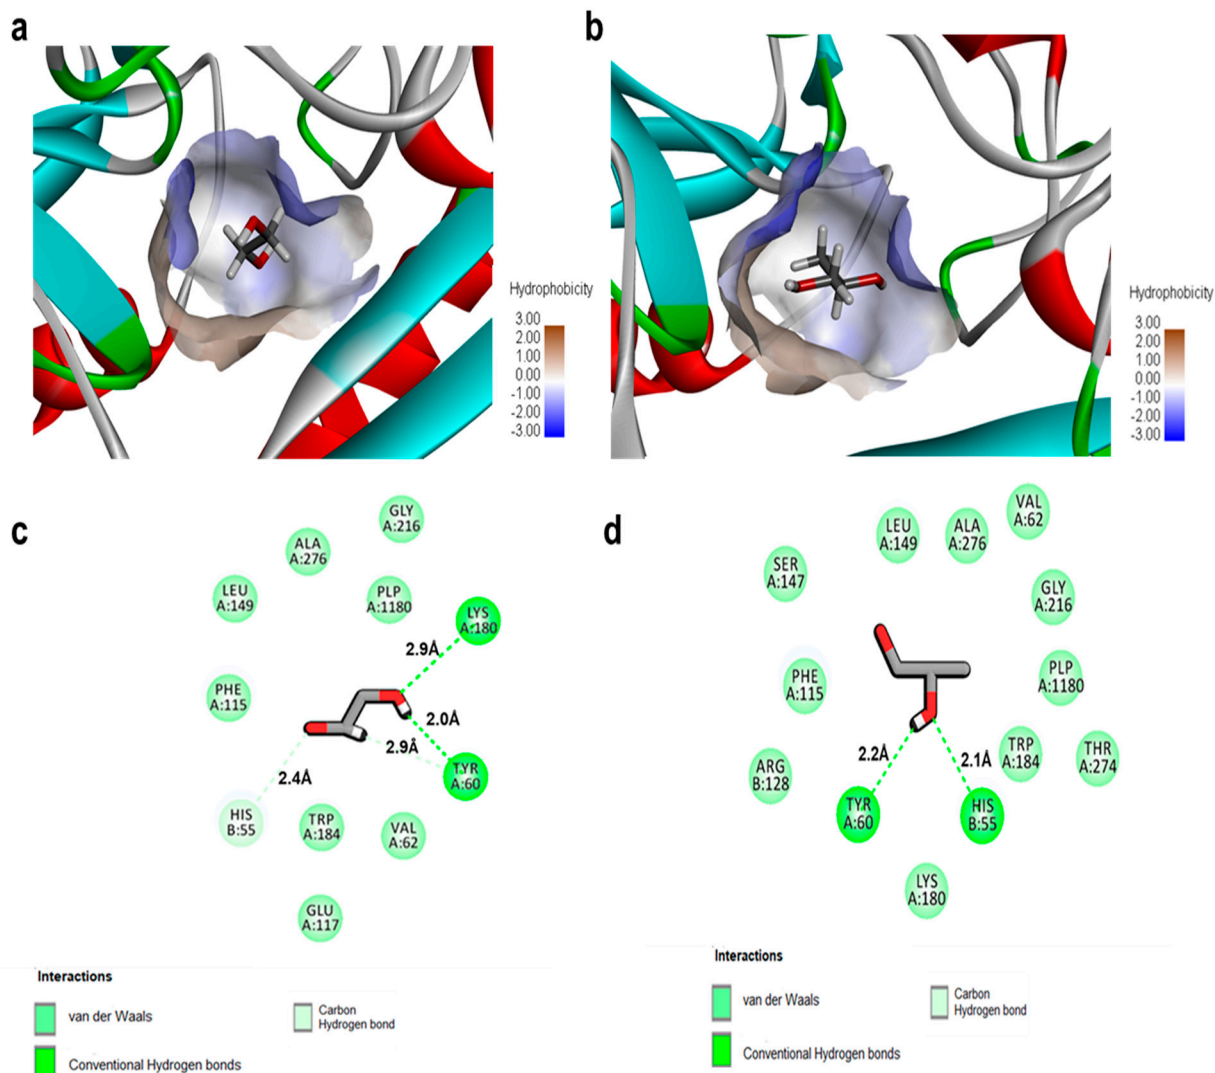 a
b
Hydrophobicity
3.00
2.00
1.00
0.00
-1.00
-2.00
-3.00
Hydrophobicity
3.00
2.00
1.00
0.00
-1.00
-2.00
-3.00
c
GLY
A:216
ALA
A:276
LEU
A:149
PLP
A:1180
LYS
A:180
2.9Å
PHE
A:115
2.0Å
2.9Å
2.4Å
TYR
A:60
HIS
B:55
TRP
A:184
VAL
A:62
GLU
A:117
Interactions
van der Waals
Carbon
Hydrogen bond
Conventional Hydrogen bonds
d
VAL
A:62
LEU
A:149
ALA
A:276
SER
A:147
GLY
A:216
PHE
A:115
PLP
A:1180
2.2Å
2.1Å
TRP
A:184
THR
A:274
ARG
B:128
TYR
A:60
HIS
B:55
LYS
A:180
Interactions
van der Waals
Carbon
Hydrogen bond
Conventional Hydrogen bonds